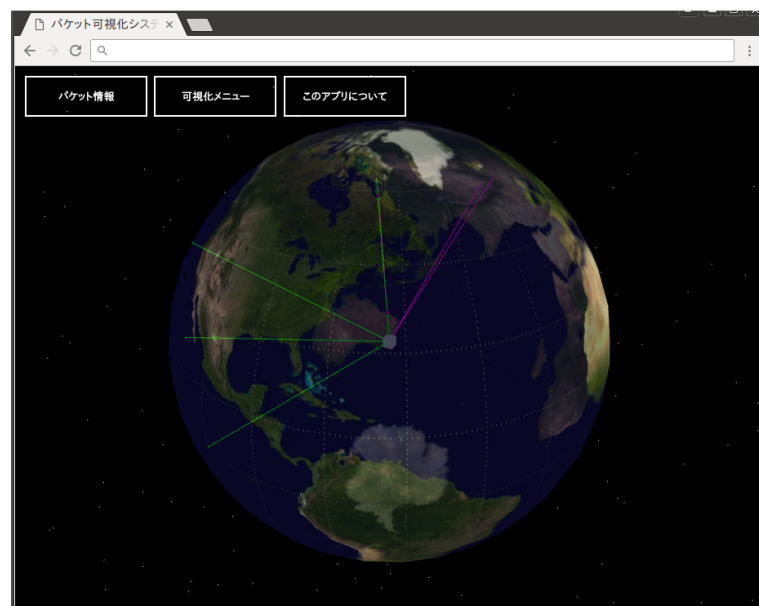 パケット可視化システ
パケット情報
可視化メニュー
このアプリについて